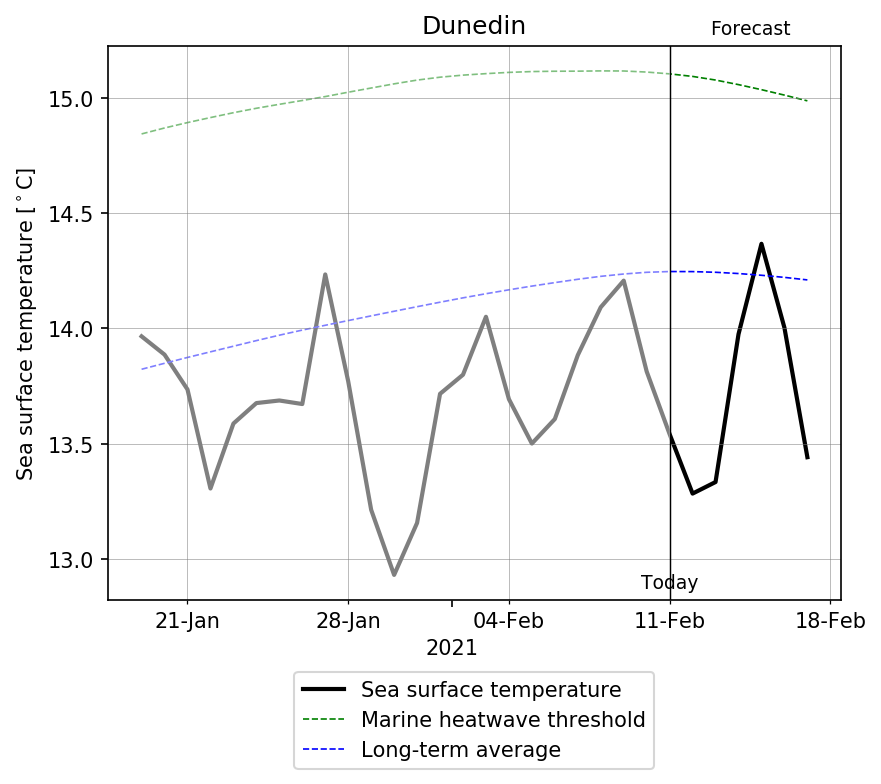 Dunedin
Forecast
Sea surface temperature [°C]
15.0
14.5
14.0
13.5
13.0
Today
21-Jan 28-Jan 04-Feb 11-Feb 18-Feb
2021
Sea surface temperature
Marine heatwave threshold
Long-term average